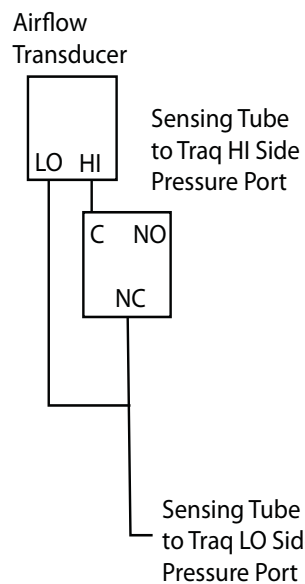 Airflow
Transducer
LO HI
Sensing Tube
to Traq HI Side
Pressure Port
C NO
NC
Sensing Tube
to Traq LO Sid
Pressure Port